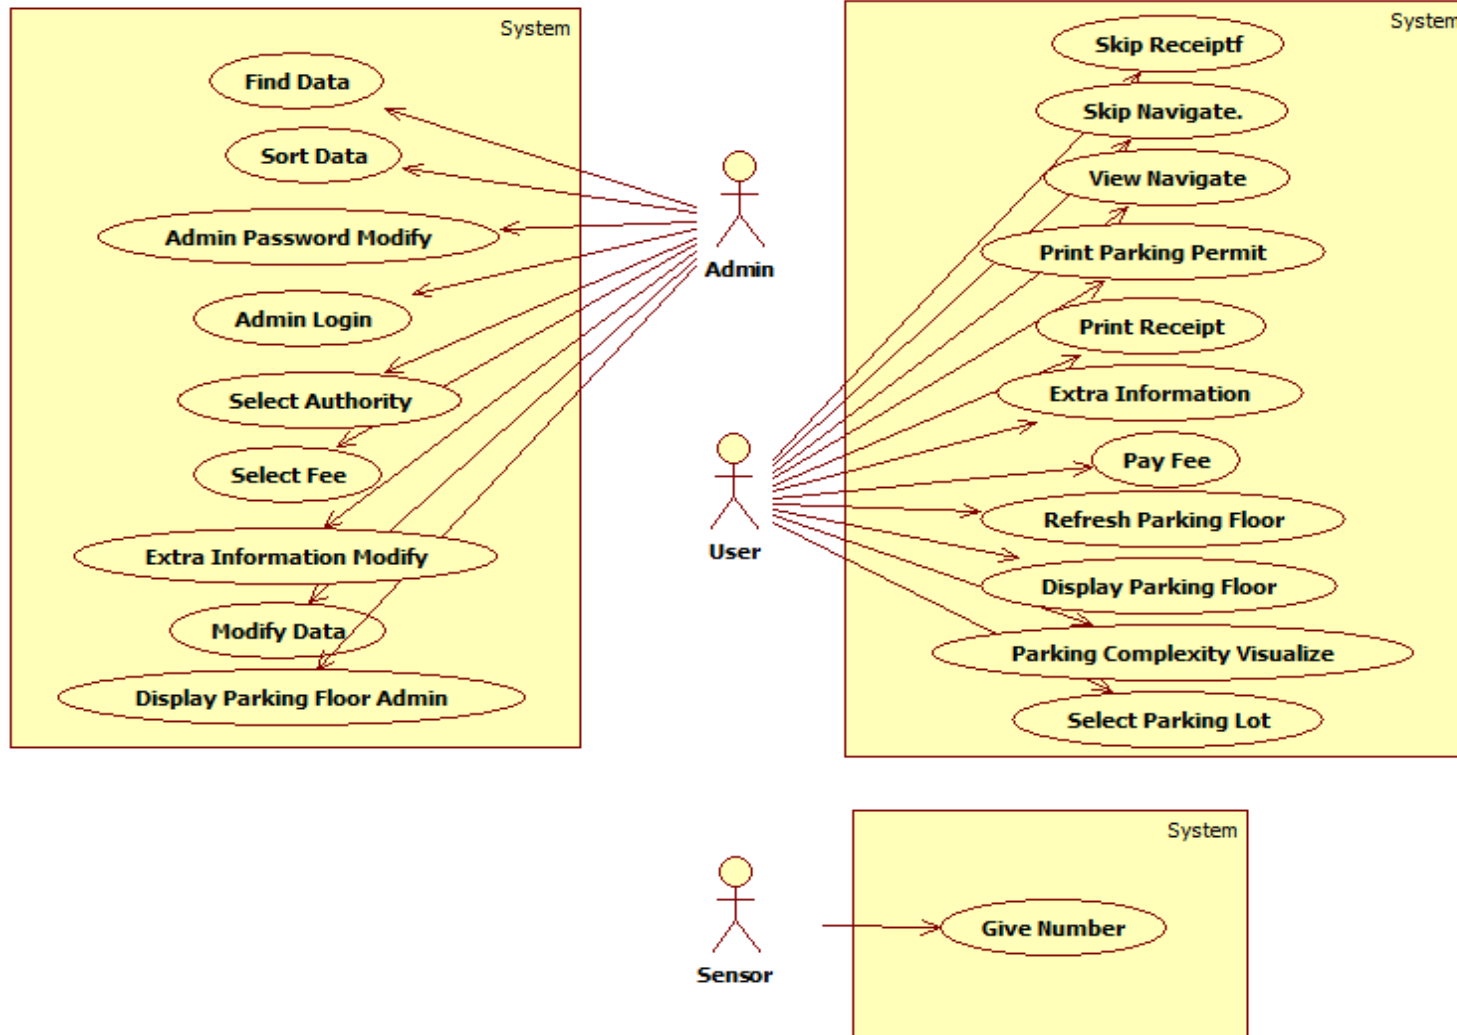 System
Find Data
Sort Data
Admin Password Modify
Admin Login
Select Authority
Select Fee
Extra Information Modify
Modify Data
Display Parking Floor Admin
Admin
User
System
Skip Receiptf
Skip Navigate.
View Navigate
Print Parking Permit
Print Receipt
Extra Information
Pay Fee
Refresh Parking Floor
Display Parking Floor
Parking Complexity Visualize
Select Parking Lot
Sensor
System
Give Number